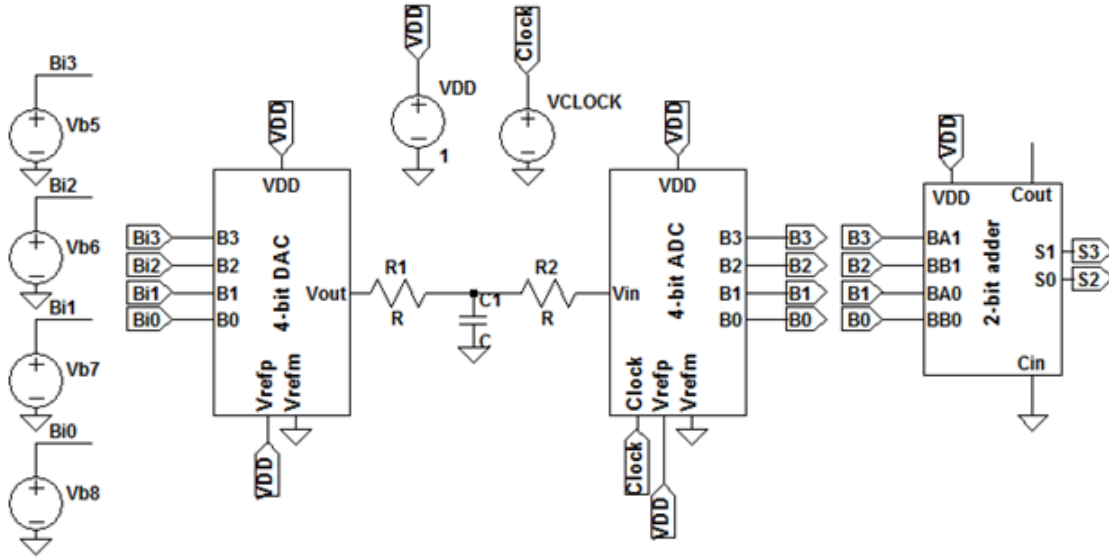 Bi3
Vb5
Bi2
Vb6
Bi1
Vb7
Bi0
Vb8
VDD
VDD
1
Clock
VCLOCK
VDD
VDD
Bi3
Bi2
Bi1
Bi0
B3
B2
B1
B0
4-bit DAC
Vout
Vrefp
Vrefm
VDD
R1
R
C1
C
R2
R
VDD
VDD
Vin
4-bit ADC
B3
B2
B1
B0
Clock
Vrefp
Vrefm
Clock
VDD
B3
B2
B1
B0
VDD
VDD
Cout
B3
B2
B1
B0
BA1
BB1
BA0
BB0
2-bit adder
S1
S0
S3
S2
Cin